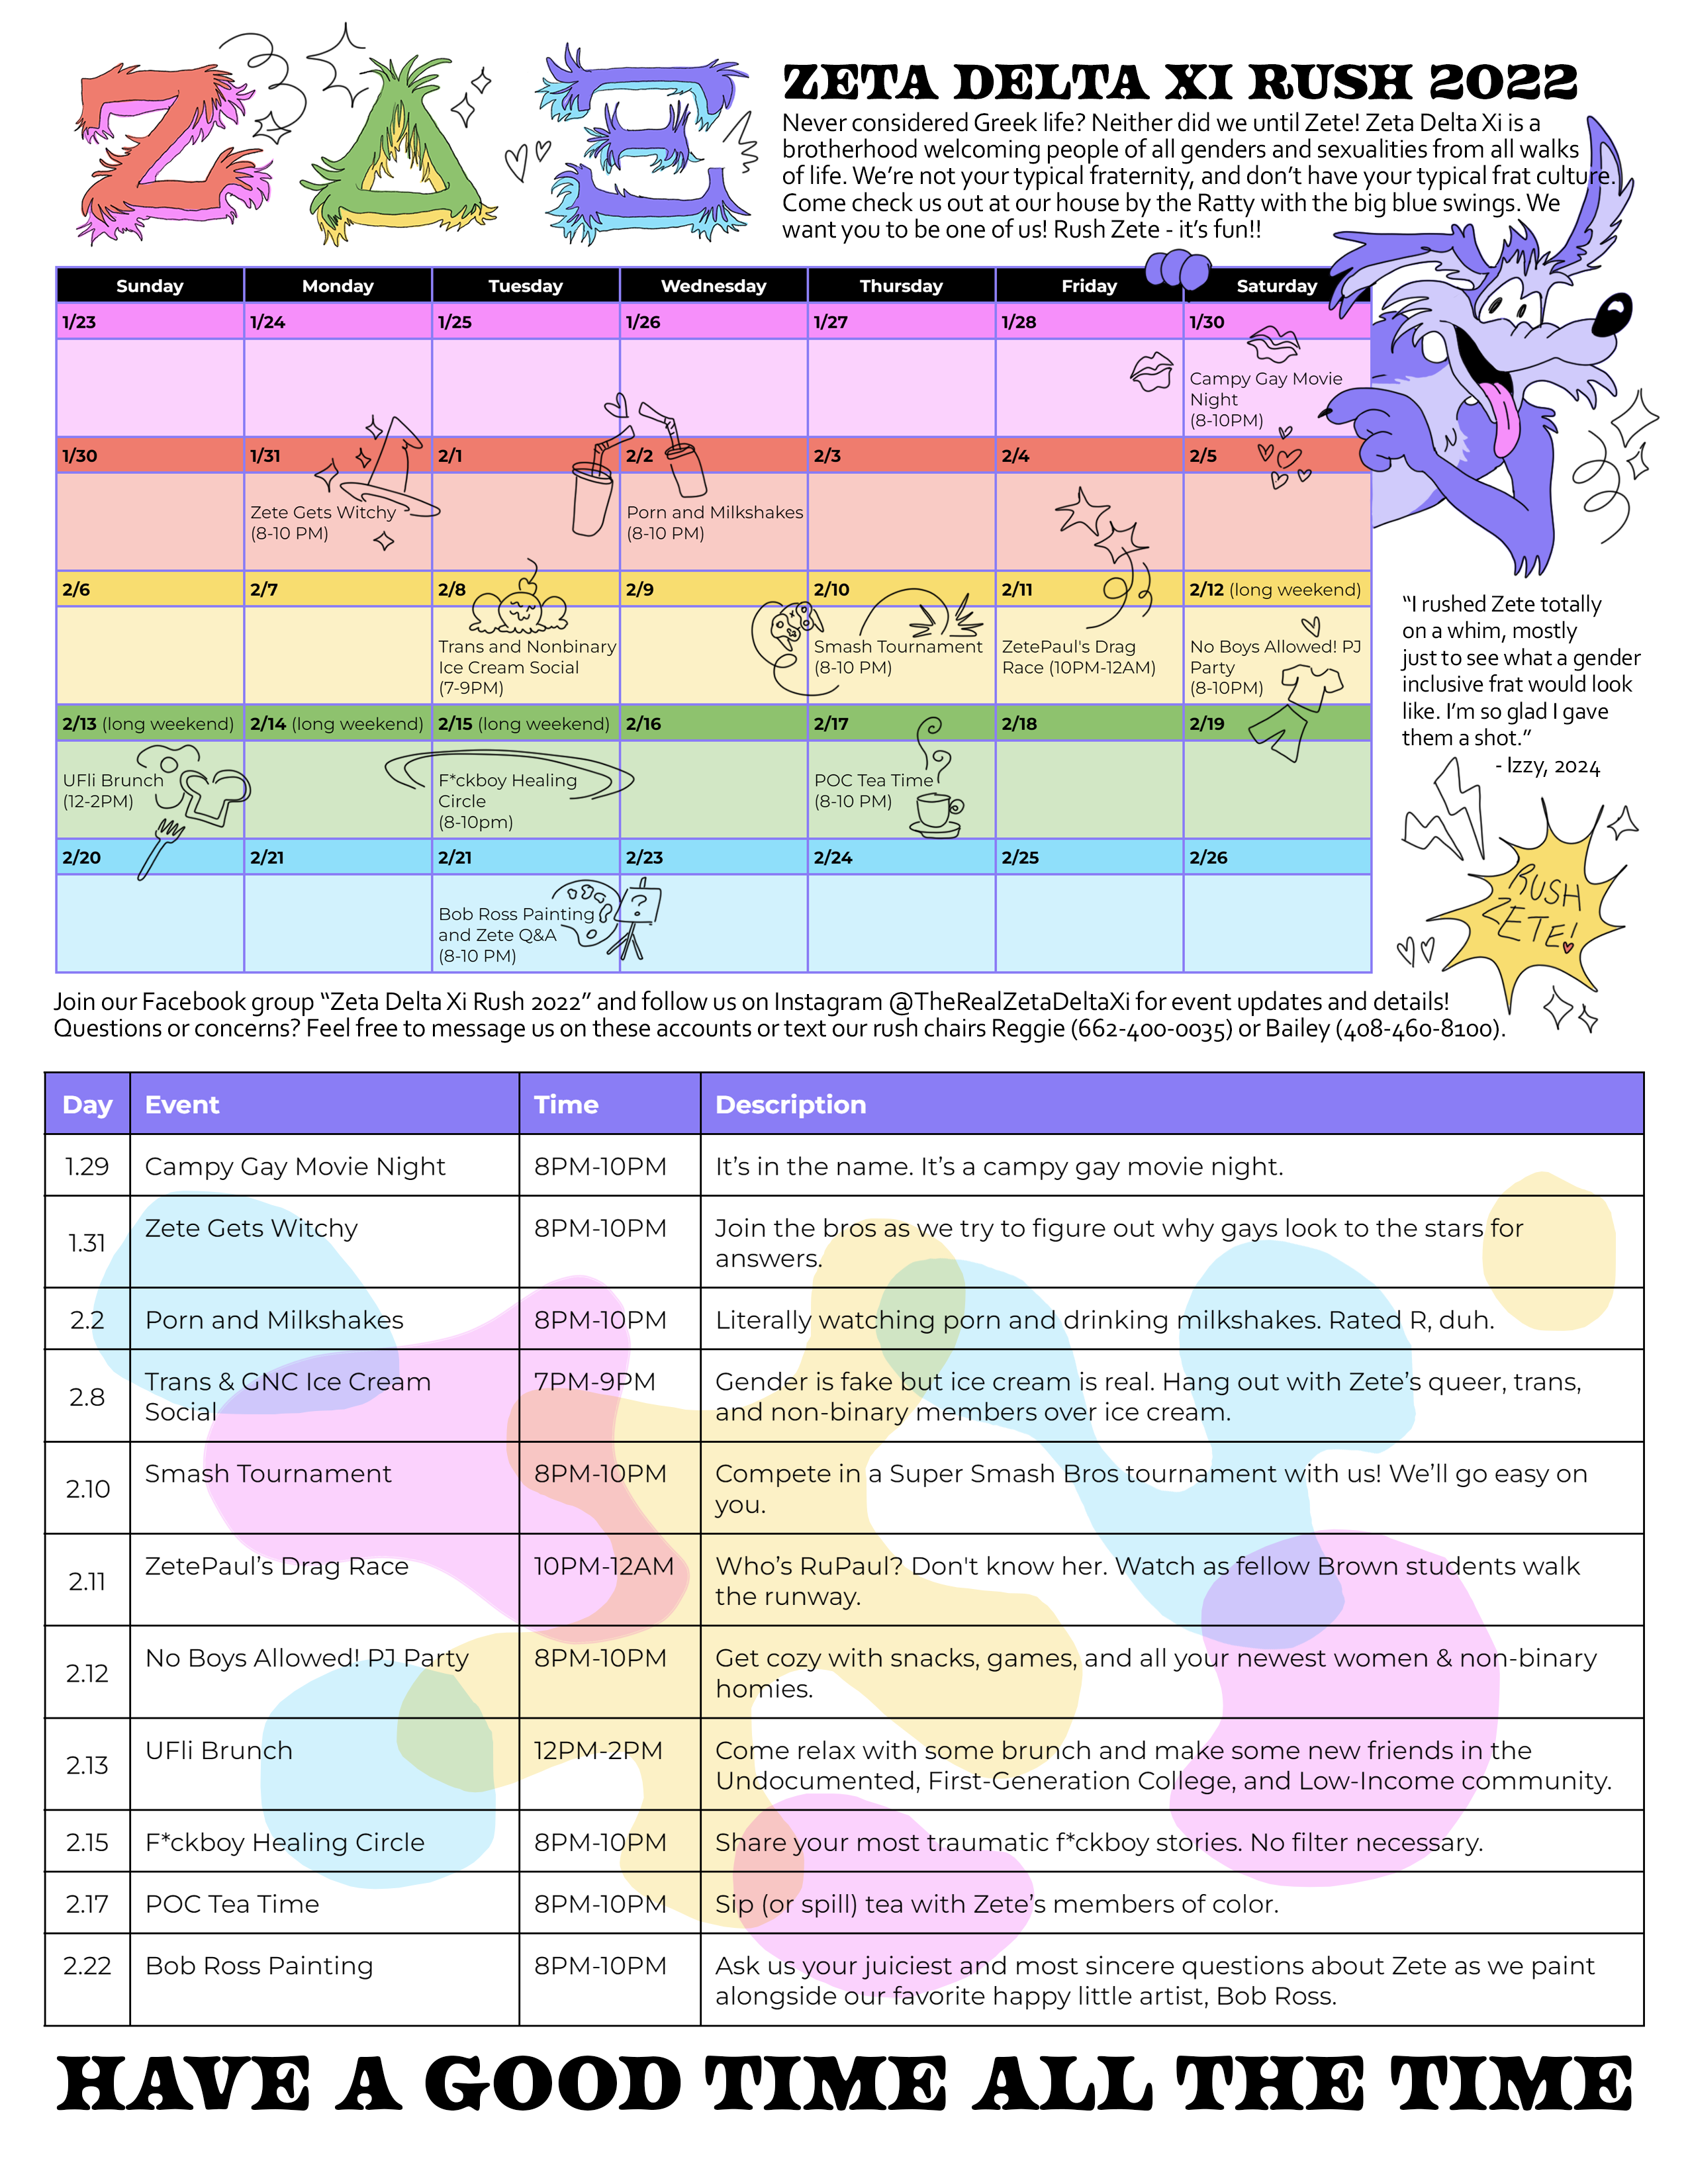 ΖΔΞ
ZETA DELTA XI RUSH 2022
Never considered Greek life? Neither did we until Zete! Zeta Delta Xi is a
brotherhood welcoming people of all genders and sexualities from all walks
of life. We’re not your typical fraternity, and don’t have your typical frat culture.
Come check us out at our house by the Ratty with the big blue swings. We
want you to be one of us! Rush Zete - it’s fun!!
Sunday Monday Tuesday Wednesday Thursday Friday Saturday
1/23 1/24 1/25 1/26 1/27 1/28 1/30
Campy Gay Movie
Night
(8-10PM)
1/30 1/31 2/1 2/2 2/3 2/4 2/5
Zete Gets Witchy
(8-10 PM)
Porn and Milkshakes
(8-10 PM)
2/6 2/7 2/8 2/9 2/10 2/11 2/12 (long weekend)
Trans and Nonbinary
Ice Cream Social
(7-9PM)
Smash Tournament
(8-10 PM)
ZetePaul's Drag
Race (10PM-12AM)
No Boys Allowed! PJ
Party
(8-10PM)
2/13 (long weekend) 2/14 (long weekend) 2/15 (long weekend) 2/16 2/17 2/18 2/19
UFli Brunch
(12-2PM)
F*ckboy Healing
Circle
(8-10pm)
POC Tea Time
(8-10 PM)
2/20 2/21 2/21 2/23 2/24 2/25 2/26
Bob Ross Painting
and Zete Q&A
(8-10 PM)
?
“I rushed Zete totally
on a whim, mostly
just to see what a gender
inclusive frat would look
like. I’m so glad I gave
them a shot.”
- Izzy, 2024
RUSH
ZETE!
Join our Facebook group “Zeta Delta Xi Rush 2022” and follow us on Instagram @TheRealZetaDeltaXi for event updates and details!
Questions or concerns? Feel free to message us on these accounts or text our rush chairs Reggie (662-400-0035) or Bailey (408-460-8100).
Day Event Time Description
1.29 Campy Gay Movie Night 8PM-10PM It’s in the name. It’s a campy gay movie night.
1.31 Zete Gets Witchy 8PM-10PM Join the bros as we try to figure out why gays look to the stars for
answers.
2.2 Porn and Milkshakes 8PM-10PM Literally watching porn and drinking milkshakes. Rated R, duh.
2.8 Trans & GNC Ice Cream
Social
7PM-9PM Gender is fake but ice cream is real. Hang out with Zete’s queer, trans,
and non-binary members over ice cream.
2.10 Smash Tournament 8PM-10PM Compete in a Super Smash Bros tournament with us! We’ll go easy on
you.
2.11 ZetePaul’s Drag Race 10PM-12AM Who’s RuPaul? Don't know her. Watch as fellow Brown students walk
the runway.
2.12 No Boys Allowed! PJ Party 8PM-10PM Get cozy with snacks, games, and all your newest women & non-binary
homies.
2.13 UFli Brunch 12PM-2PM Come relax with some brunch and make some new friends in the
Undocumented, First-Generation College, and Low-Income community.
2.15 F*ckboy Healing Circle 8PM-10PM Share your most traumatic f*ckboy stories. No filter necessary.
2.17 POC Tea Time 8PM-10PM Sip (or spill) tea with Zete’s members of color.
2.22 Bob Ross Painting 8PM-10PM Ask us your juiciest and most sincere questions about Zete as we paint
alongside our favorite happy little artist, Bob Ross.
HAVE A GOOD TIME ALL THE TIME